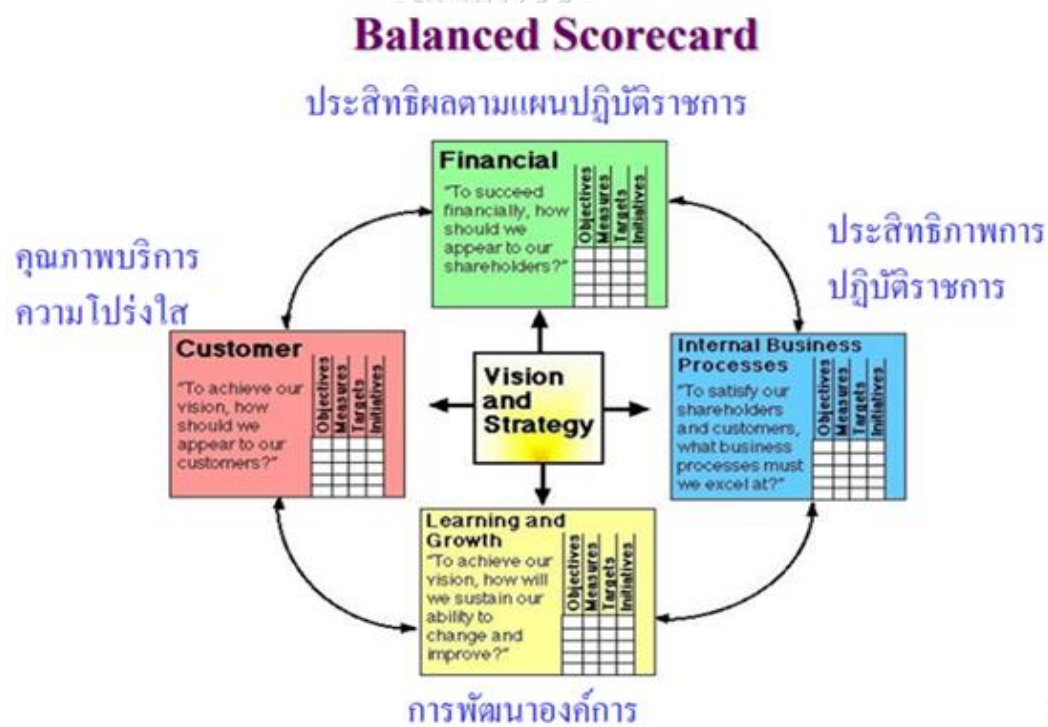 Balanced Scorecard
ประสิทธิผลตามแผนปฏิบัติราชการ
Financial
"To succeed
financially, how
should we
appear to our
shareholders?"
Objectives
Measures
Targets
Initiatives
คุณภาพบริการ
ความโปร่งใส
ประสิทธิภาพการ
ปฏิบัติราชการ
Customer
"To achieve our
vision, how
should we
appear to our
customers?"
Objectives
Measures
Targets
Initiatives
Vision
and
Strategy
Internal Business
Processes
"To satisfy our
shareholders
and customers,
what business
processes must
we excel at?"
Objectives
Measures
Targets
Initiatives
Learning and
Growth
"To achieve our
vision, how will
we sustain our
ability to
change and
improve?"
Objectives
Measures
Targets
Initiatives
การพัฒนาองค์การ